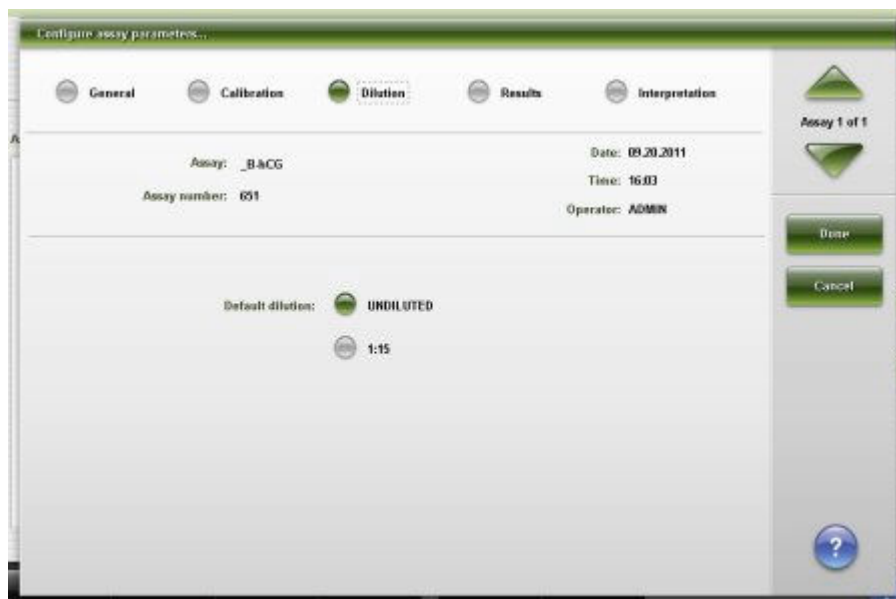 Configure assay parameters...
General Calibration Dilution Results Interpretation
Assay 1 of 1
Assay: _B-hCG
Date: 09.20.2011
Time: 16:03
Assay number: 651
Operator: ADMIN
Done
Cancel
Default dilution: UNDILUTED
1:15
?